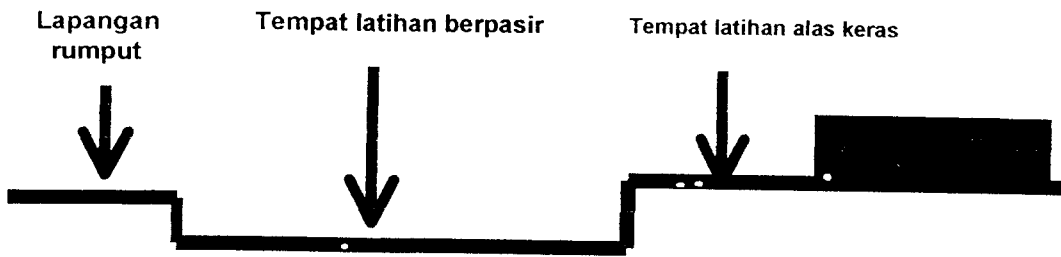 Lapangan
rumput
Tempat latihan berpasir
Tempat latihan alas keras